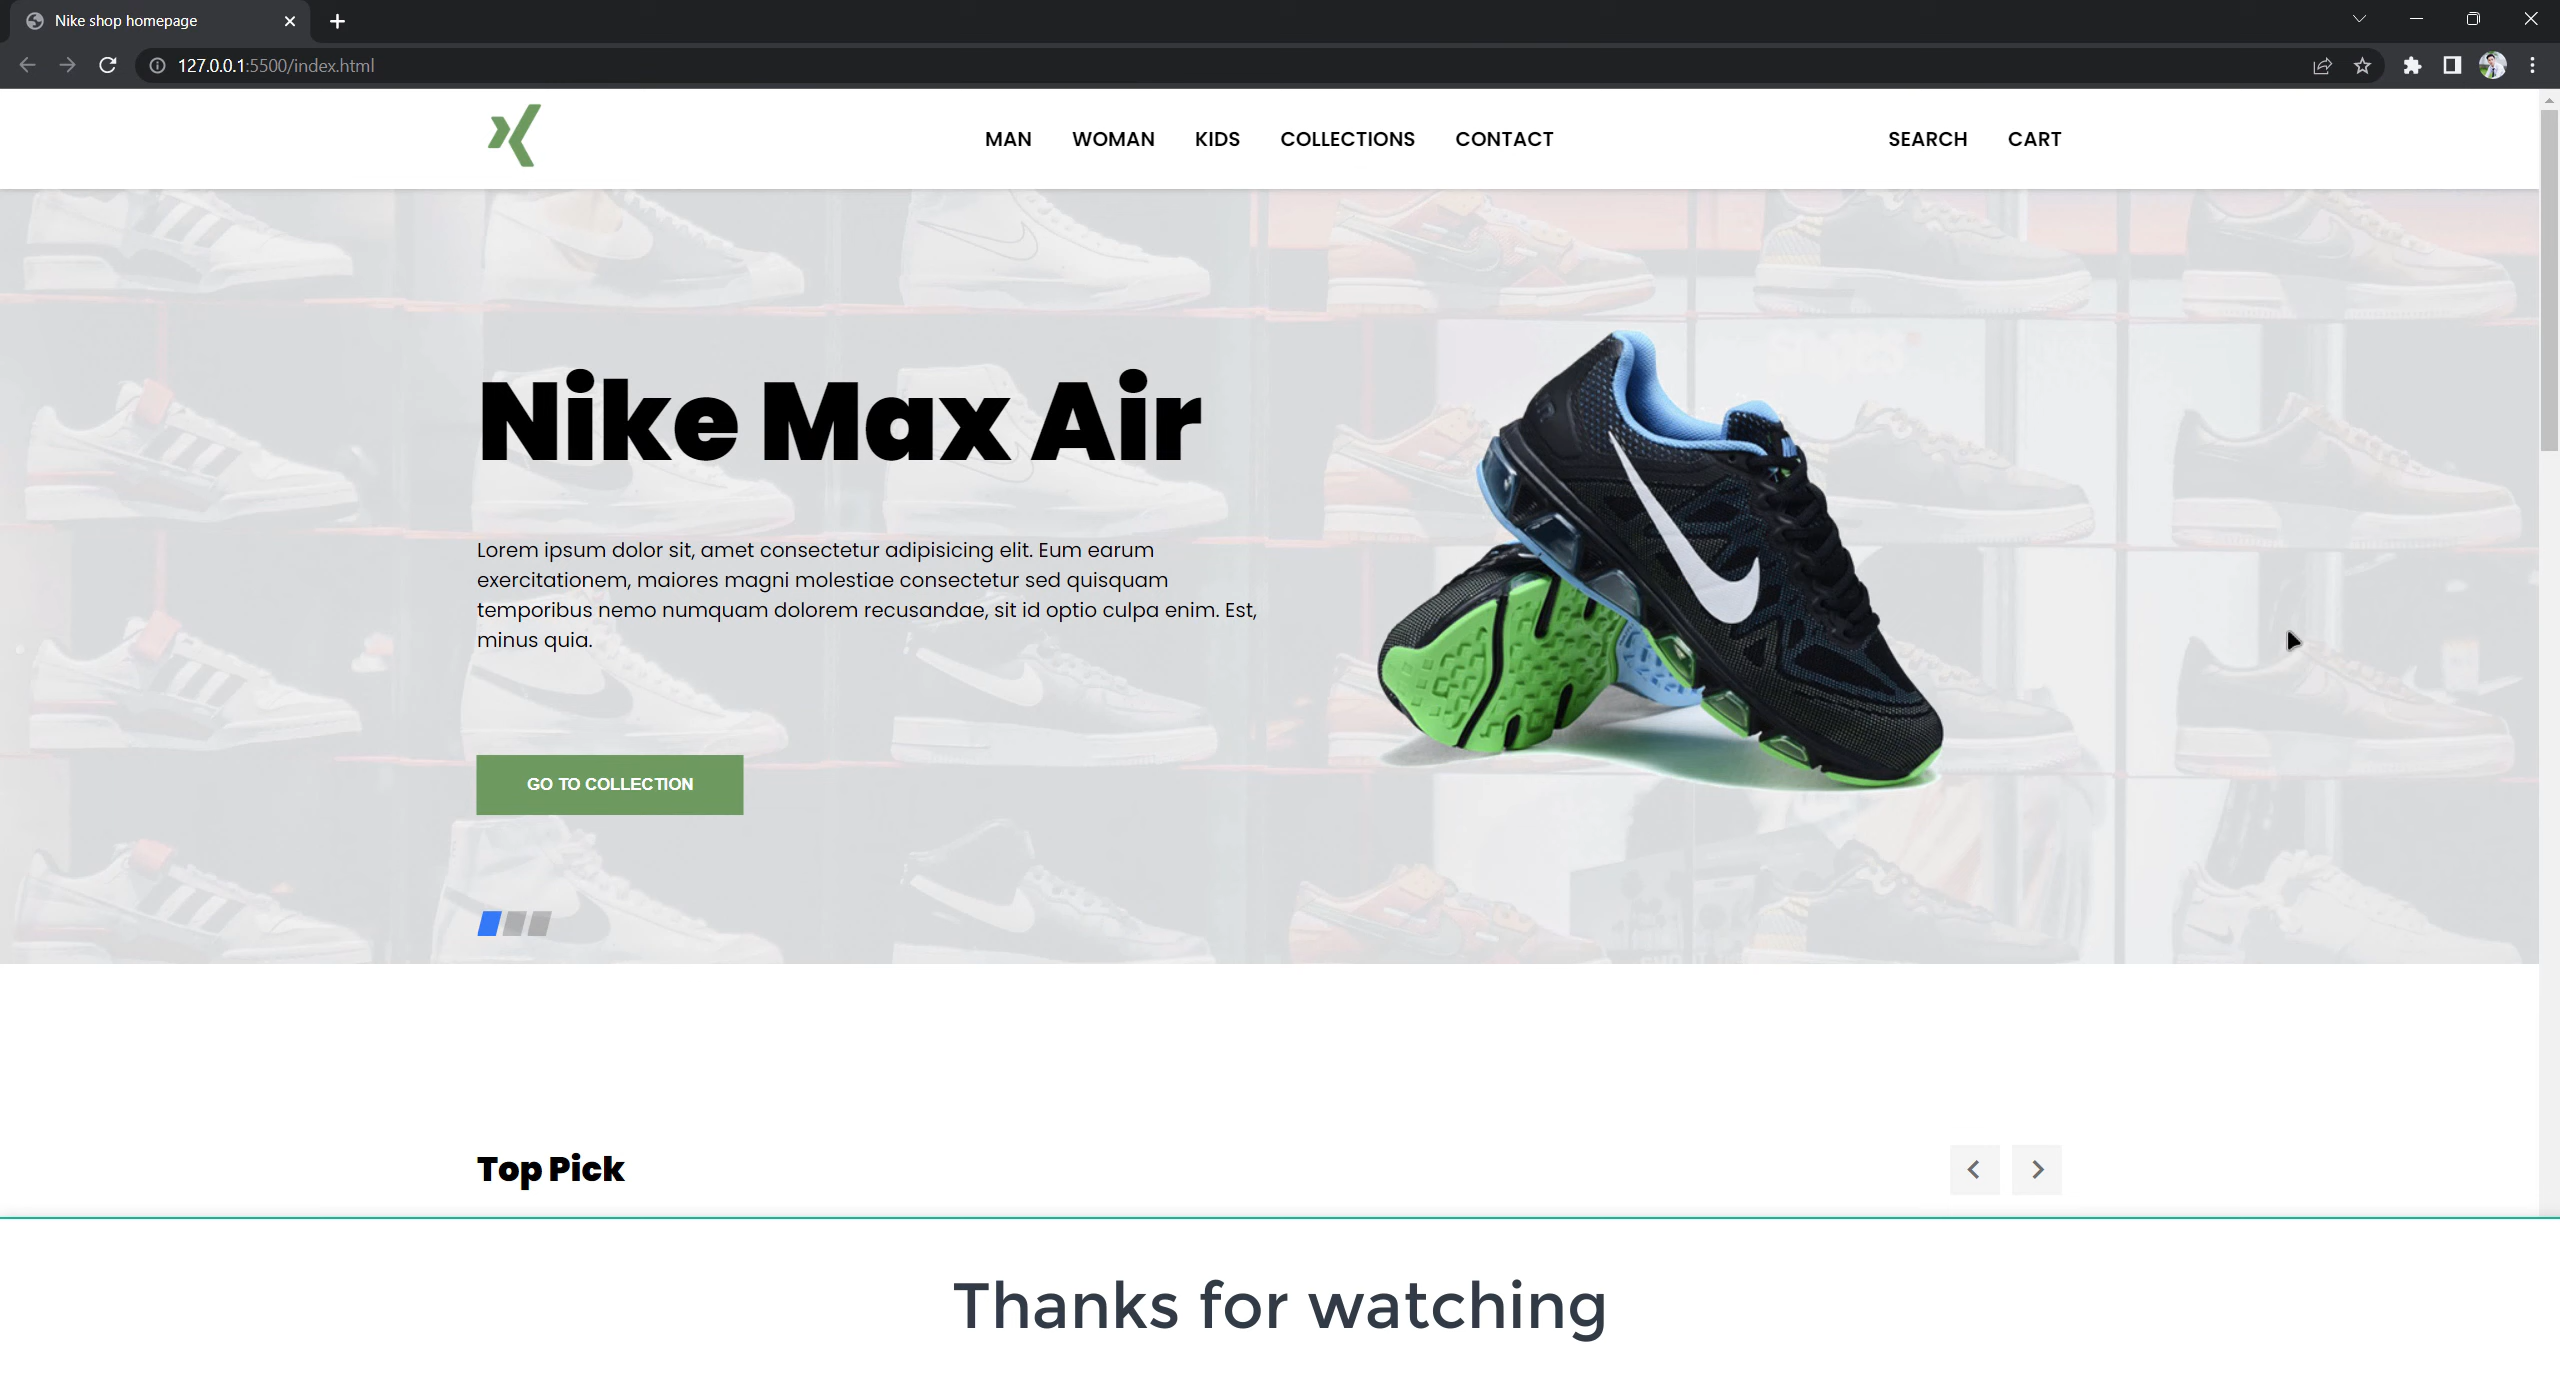 Nike shop homepage
127.0.0.1:5500/index.html
MAN WOMAN KIDS COLLECTIONS CONTACT SEARCH CART
Nike Max Air
Lorem ipsum dolor sit, amet consectetur adipisicing elit. Eum earum
exercitationem, maiores magni molestiae consectetur sed quisquam
temporibus nemo numquam dolorem recusandae, sit id optio culpa enim. Est,
minus quia.
GO TO COLLECTION
Top Pick
Thanks for watching